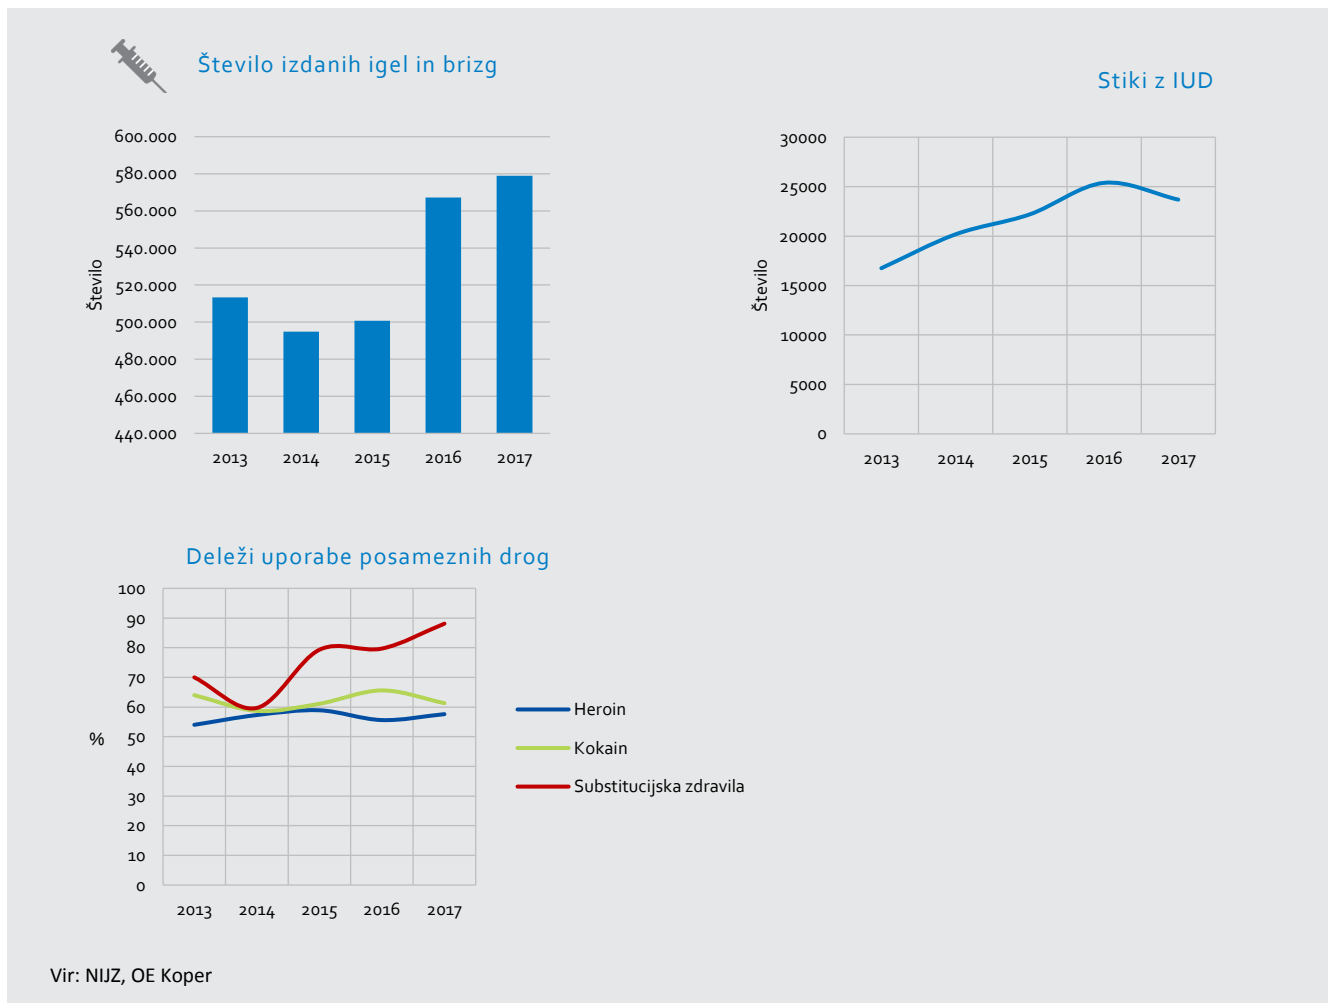 Število izdanih igel in brizg
600.000
580.000
560.000
540.000
520.000
500.000
480.000
460.000
440.000
Število
2013 2014 2015 2016 2017
Stiki z IUD
30000
25000
20000
15000
10000
5000
0
Število
2013 2014 2015 2016 2017
Deleži uporabe posameznih drog
100
90
80
70
60
50
40
30
20
10
0
%
2013 2014 2015 2016 2017
Heroin
Kokain
Substitucijska zdravila
Vir: NIJZ, OE Koper